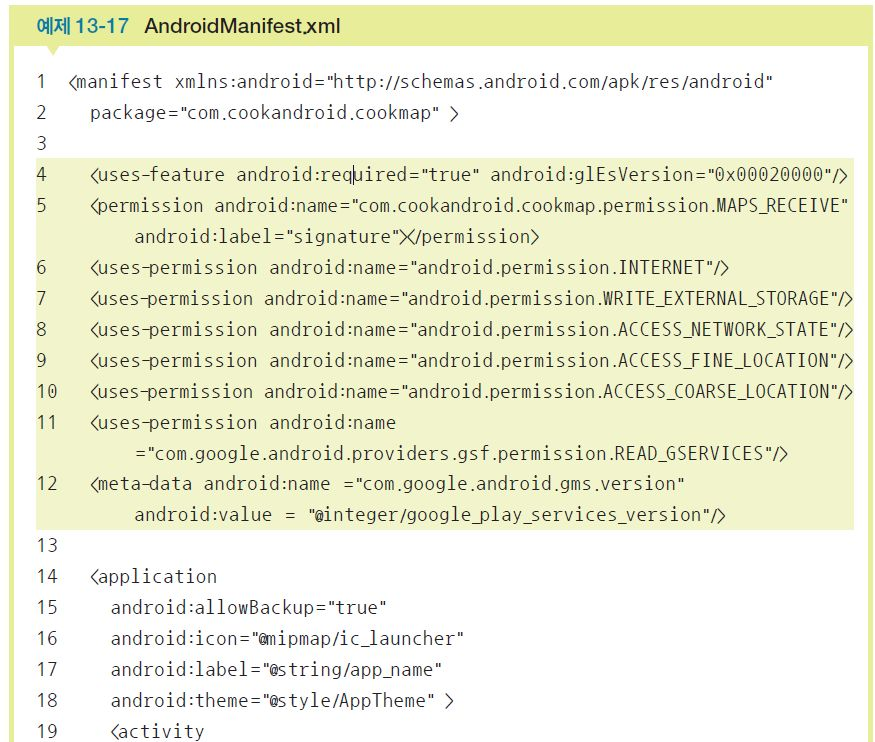 예제 13-17 AndroidManifest.xml
1 <manifest xmlns:android="http://schemas.android.com/apk/res/android"
2 package="com.cookandroid.cookmap" >
3
4 <uses-feature android:required="true" android:glEsVersion="0x00020000"/>
5 <permission android:name="com.cookandroid.cookmap.permission.MAPS_RECEIVE"
android:label="signature"></permission>
6 <uses-permission android:name="android.permission.INTERNET"/>
7 <uses-permission android:name="android.permission.WRITE_EXTERNAL_STORAGE"/>
8 <uses-permission android:name="android.permission.ACCESS_NETWORK_STATE"/>
9 <uses-permission android:name="android.permission.ACCESS_FINE_LOCATION"/>
10 <uses-permission android:name="android.permission.ACCESS_COARSE_LOCATION"/>
11 <uses-permission android:name
="com.google.android.providers.gsf.permission.READ_GSERVICES"/>
12 <meta-data android:name ="com.google.android.gms.version"
android:value = "@integer/google_play_services_version"/>
13
14 <application
15 android:allowBackup="true"
16 android:icon="@mipmap/ic_launcher"
17 android:label="@string/app_name"
18 android:theme="@style/AppTheme" >
19 <activity